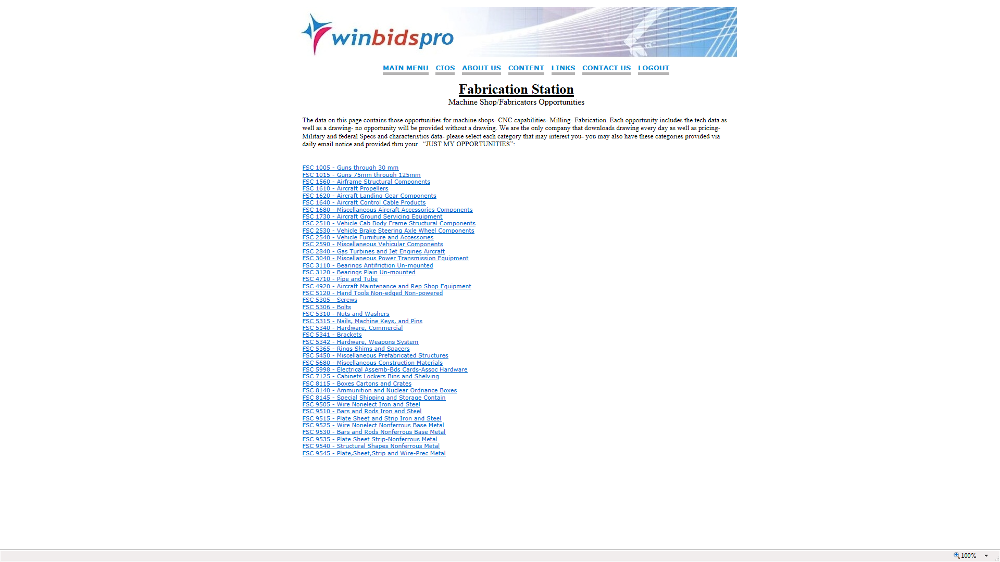 winbidspro
MAIN MENU CIOS ABOUT US CONTENT LINKS CONTACT US LOGOUT
Fabrication Station
Machine Shop/Fabricators Opportunities
The data on this page contains those opportunities for machine shops- CNC capabilities- Milling- Fabrication. Each opportunity includes the tech data as
well as a drawing- no opportunity will be provided without a drawing. We are the only company that downloads drawing every day as well as pricing-
Military and federal Specs and characteristics data- please select each category that may interest you- you may also have these categories provided via
daily email notice and provided thru your “JUST MY OPPORTUNITIES”:
FSC 1005 - Guns through 30 mm
FSC 1015 - Guns 75mm through 125mm
FSC 1560 - Airframe Structural Components
FSC 1610 - Aircraft Propellers
FSC 1620 - Aircraft Landing Gear Components
FSC 1640 - Aircraft Control Cable Products
FSC 1680 - Miscellaneous Aircraft Accessories Components
FSC 1730 - Aircraft Ground Servicing Equipment
FSC 2510 - Vehicle Cab Body Frame Structural Components
FSC 2530 - Vehicle Brake Steering Axle Wheel Components
FSC 2540 - Vehicle Furniture and Accessories
FSC 2590 - Miscellaneous Vehicular Components
FSC 2840 - Gas Turbines and Jet Engines Aircraft
FSC 3040 - Miscellaneous Power Transmission Equipment
FSC 3110 - Bearings Antifriction Un-mounted
FSC 3120 - Bearings Plain Un-mounted
FSC 4710 - Pipe and Tube
FSC 4920 - Aircraft Maintenance and Rep Shop Equipment
FSC 5120 - Hand Tools Non-edged Non-powered
FSC 5305 - Screws
FSC 5306 - Bolts
FSC 5310 - Nuts and Washers
FSC 5315 - Nails, Machine Keys, and Pins
FSC 5340 - Hardware, Commercial
FSC 5341 - Brackets
FSC 5342 - Hardware, Weapons System
FSC 5365 - Rings Shims and Spacers
FSC 5450 - Miscellaneous Prefabricated Structures
FSC 5680 - Miscellaneous Construction Materials
FSC 5998 - Electrical Assemb-Bds Cards-Assoc Hardware
FSC 7125 - Cabinets Lockers Bins and Shelving
FSC 8115 - Boxes Cartons and Crates
FSC 8140 - Ammunition and Nuclear Ordnance Boxes
FSC 8145 - Special Shipping and Storage Contain
FSC 9505 - Wire Nonelect Iron and Steel
FSC 9510 - Bars and Rods Iron and Steel
FSC 9515 - Plate Sheet and Strip Iron and Steel
FSC 9525 - Wire Nonelect Nonferrous Base Metal
FSC 9530 - Bars and Rods Nonferrous Base Metal
FSC 9535 - Plate Sheet Strip-Nonferrous Metal
FSC 9540 - Structural Shapes Nonferrous Metal
FSC 9545 - Plate,Sheet,Strip and Wire-Prec Metal
100%